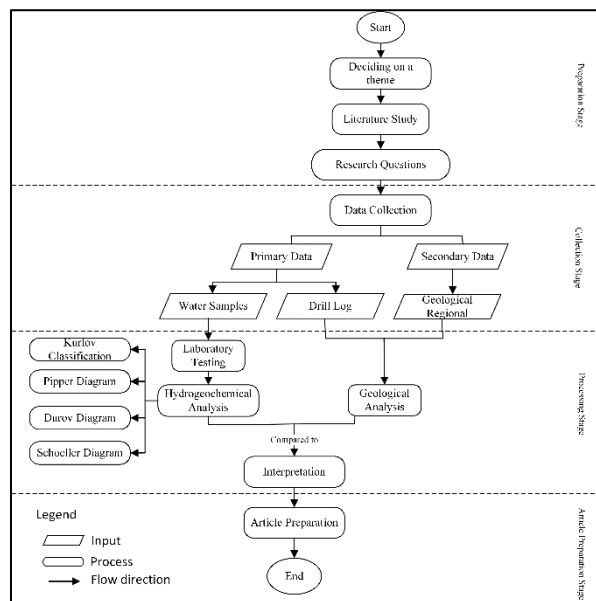 Start
Deciding on a
theme
Literature Study
Research Questions
Preparation Stage
Data Collection
Primary Data
Secondary Data
Water Samples
Drill Log
Geological
Regional
Collection Stage
Kurlov
Classification
Pipper Diagram
Durov Diagram
Schoeller Diagram
Laboratory
Testing
Hydrogeochemical
Analysis
Geological
Analysis
Compared to
Interpretation
Processing Stage
Article Preparation
End
Article Preparation Stage
Legend
Input
Process
Flow direction